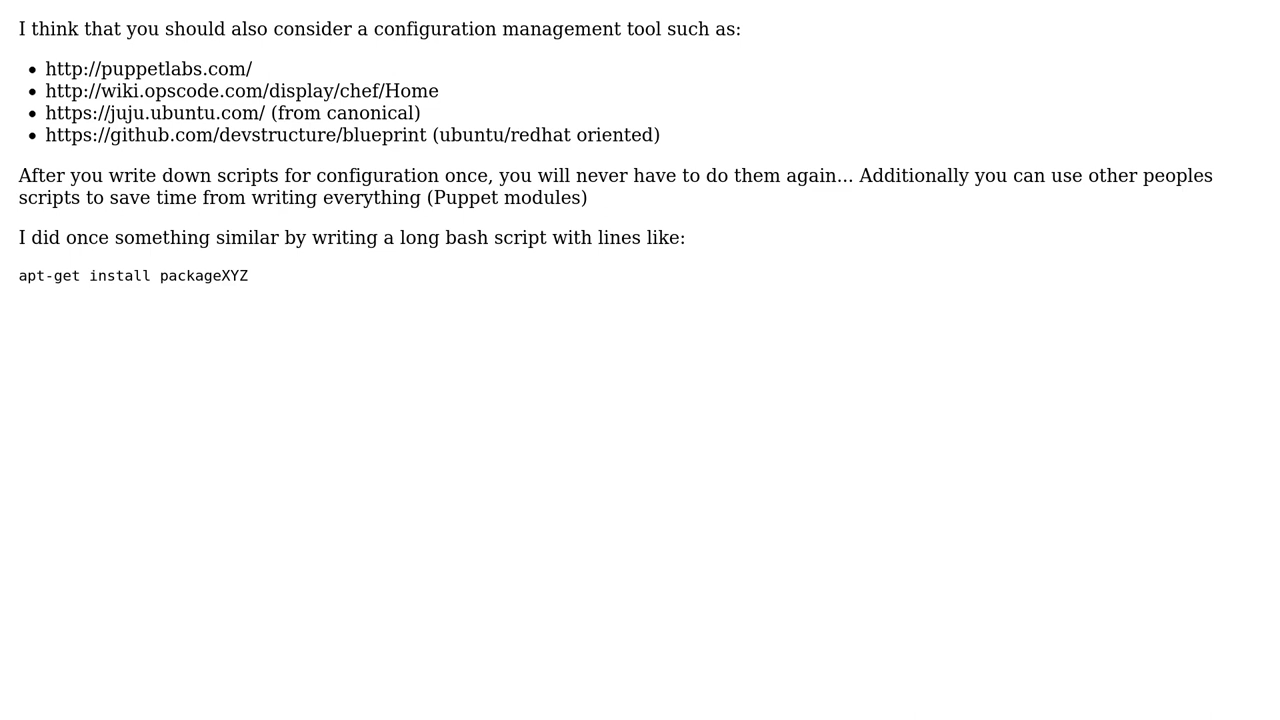 I think that you should also consider a configuration management tool such as:
• http://puppetlabs.com/
• http://wiki.opscode.com/display/chef/Home
• https://juju.ubuntu.com/ (from canonical)
• https://github.com/devstructure/blueprint (ubuntu/redhat oriented)
After you write down scripts for configuration once, you will never have to do them again... Additionally you can use other peoples
scripts to save time from writing everything (Puppet modules)
I did once something similar by writing a long bash script with lines like:
apt-get install packageXYZ